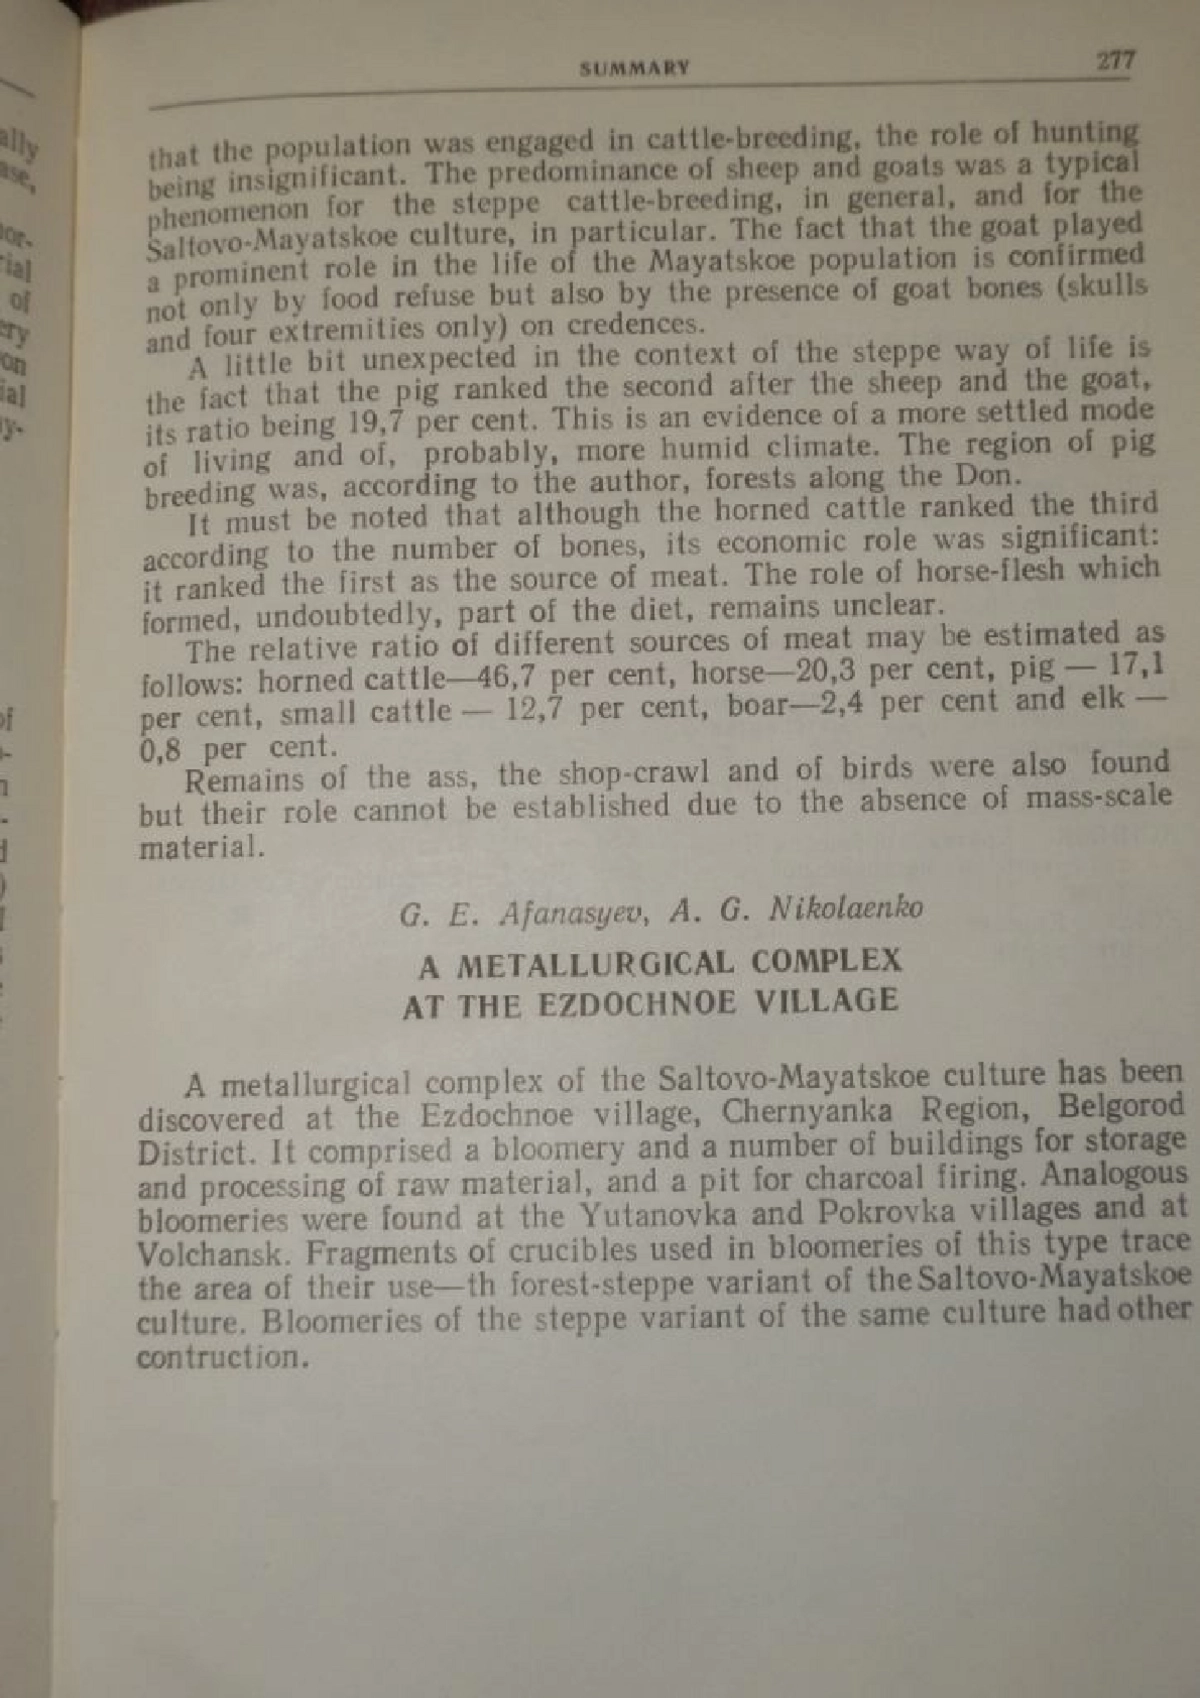 SUMMARY
277
that the population was engaged in cattle-breeding, the role of hunting
being insignificant. The predominance of sheep and goats was a typical
phenomenon for the steppe cattle-breeding, in general, and for the
Saltovo-Mayatskoe culture, in particular. The fact that the goat played
a prominent role in the life of the Mayatskoe population is confirmed
not only by food refuse but also by the presence of goat bones (skulls
and four extremities only) on credences.
A little bit unexpected in the context of the steppe way of life is
the fact that the pig ranked the second after the sheep and the goat,
its ratio being 19,7 per cent. This is an evidence of a more settled mode
of living and of, probably, more humid climate. The region of pig
breeding was, according to the author, forests along the Don.
It must be noted that although the horned cattle ranked the third
according to the number of bones, its economic role was significant:
it ranked the first as the source of meat. The role of horse-flesh which
formed, undoubtedly, part of the diet, remains unclear.
The relative ratio of different sources of meat may be estimated as
follows: horned cattle—46,7 per cent, horse—20,3 per cent, pig — 17,1
per cent, small cattle — 12,7 per cent, boar—2,4 per cent and elk —
0,8 per cent.
Remains of the ass, the shop-crawl and of birds were also found
but their role cannot be established due to the absence of mass-scale
material.
G. E. Afanasyev, A. G. Nikolaenko
A METALLURGICAL COMPLEX
AT THE EZDOCHNOE VILLAGE
A metallurgical complex of the Saltovo-Mayatskoe culture has been
discovered at the Ezdochnoe village, Chernyanka Region, Belgorod
District. It comprised a bloomery and a number of buildings for storage
and processing of raw material, and a pit for charcoal firing. Analogous
bloomeries were found at the Yutanovka and Pokrovka villages and at
Volchansk. Fragments of crucibles used in bloomeries of this type trace
the area of their use—th forest-steppe variant of the Saltovo-Mayatskoe
culture. Bloomeries of the steppe variant of the same culture had other
contruction.